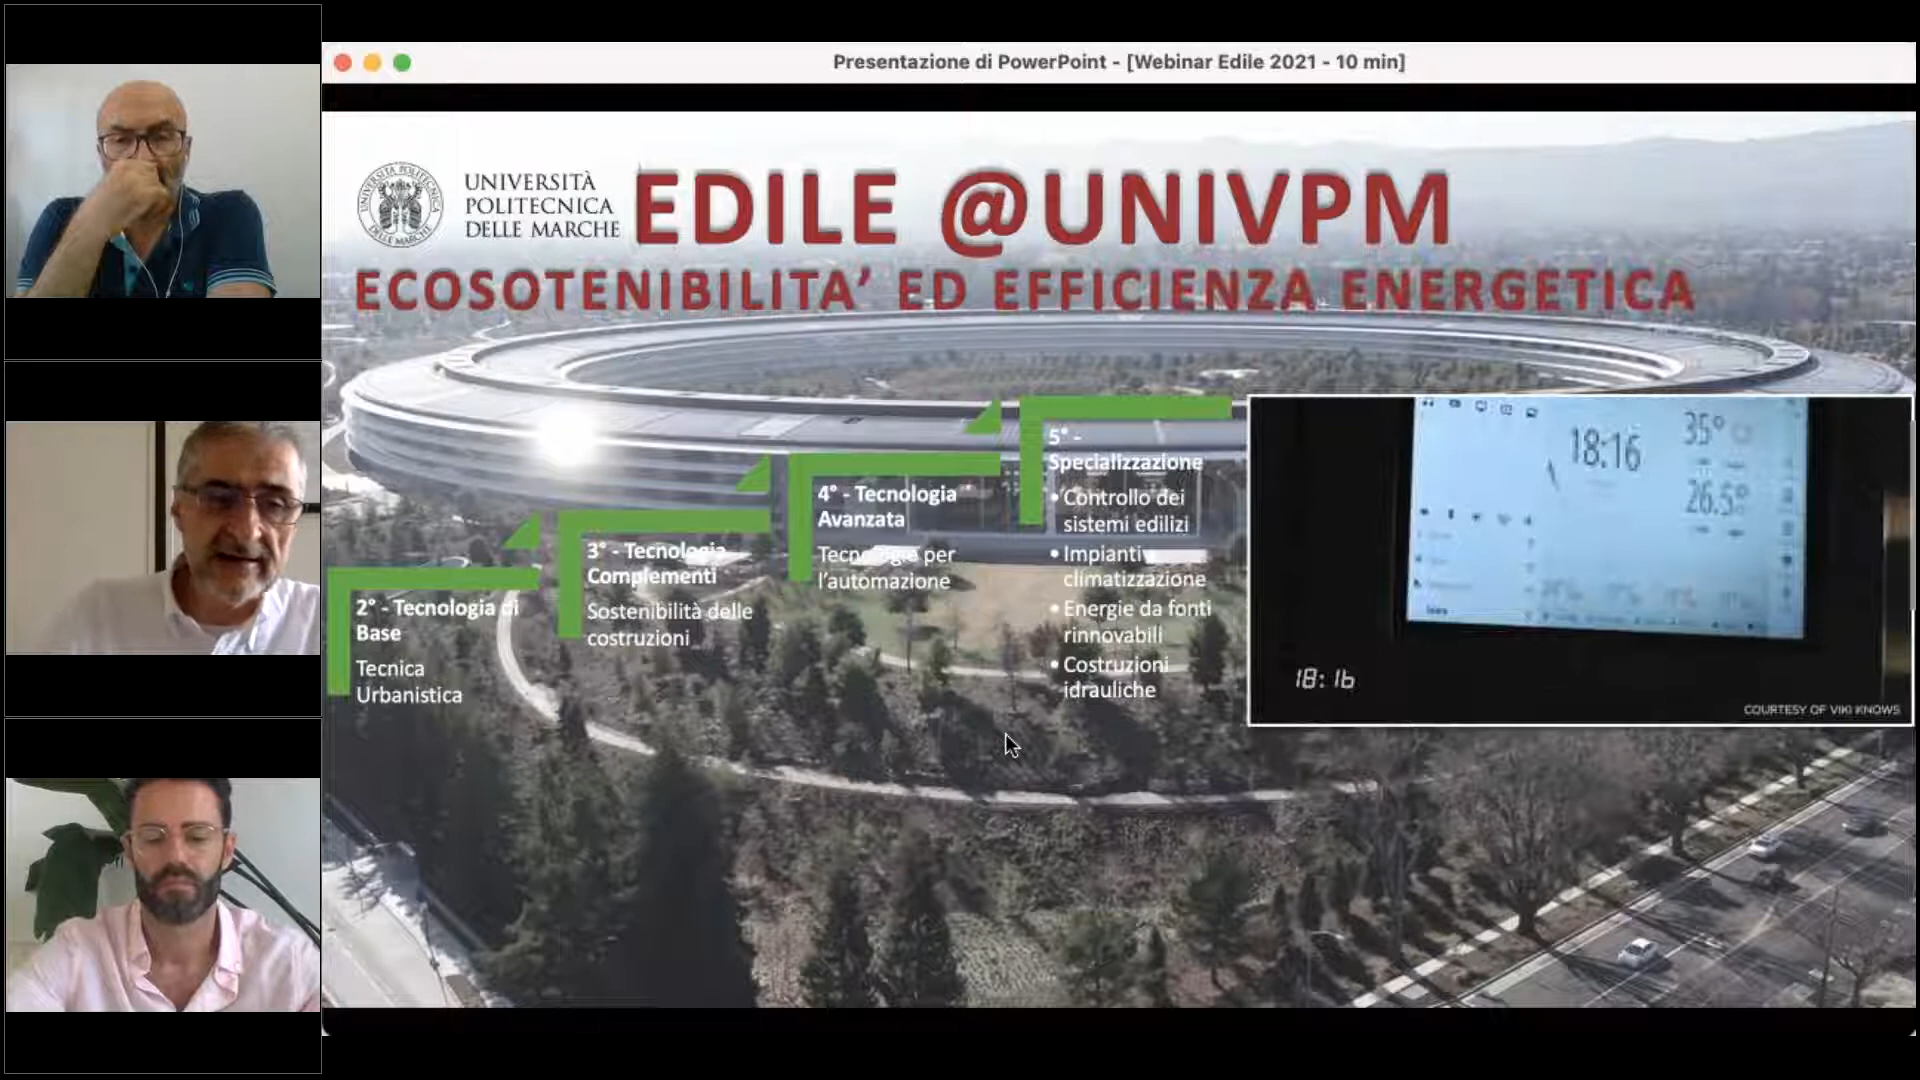 Presentazione di PowerPoint - [Webinar Edile 2021 - 10 min]
UNIVERSITÀ
POLITECNICA
DELLE MARCHE
EDILE @UNIVPM
ECOSOTENIBILITA’ ED EFFICIENZA ENERGETICA
2° - Tecnologia di
Base
Tecnica
Urbanistica
3° - Tecnologia
Complementi
Sostenibilità delle
costruzioni
4° - Tecnologia
Avanzata
Tecnologie per
l’automazione
5° -
Specializzazione
• Controllo dei
sistemi edilizi
• Impianti
climatizzazione
• Energie da fonti
rinnovabili
• Costruzioni
idrauliche
18:16
35°
26.5°
18:16
COURTESY OF VIKI KNOWS